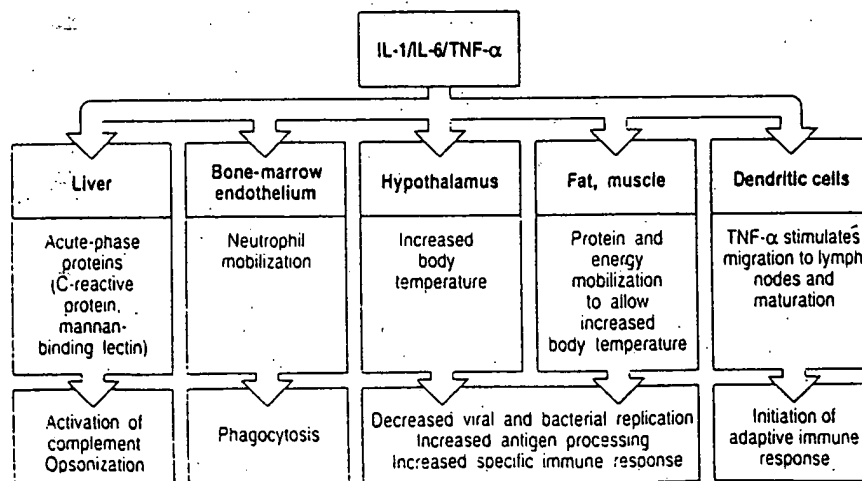 IL-1/IL-6/TNF-α
Liver
Bone-marrow
endothelium
Hypothalamus
Fat, muscle
Dendritic cells
Acute-phase
proteins
(C-reactive
protein,
mannan-
binding lectin)
Neutrophil
mobilization
Increased
body
temperature
Protein and
energy
mobilization
to allow
increased
body temperature
TNF-α stimulates
migration to lymph
nodes and
maturation
Activation of
complement
Opsonization
Phagocytosis
Decreased viral and bacterial replication
Increased antigen processing
Increased specific immune response
Initiation of
adaptive immune
response